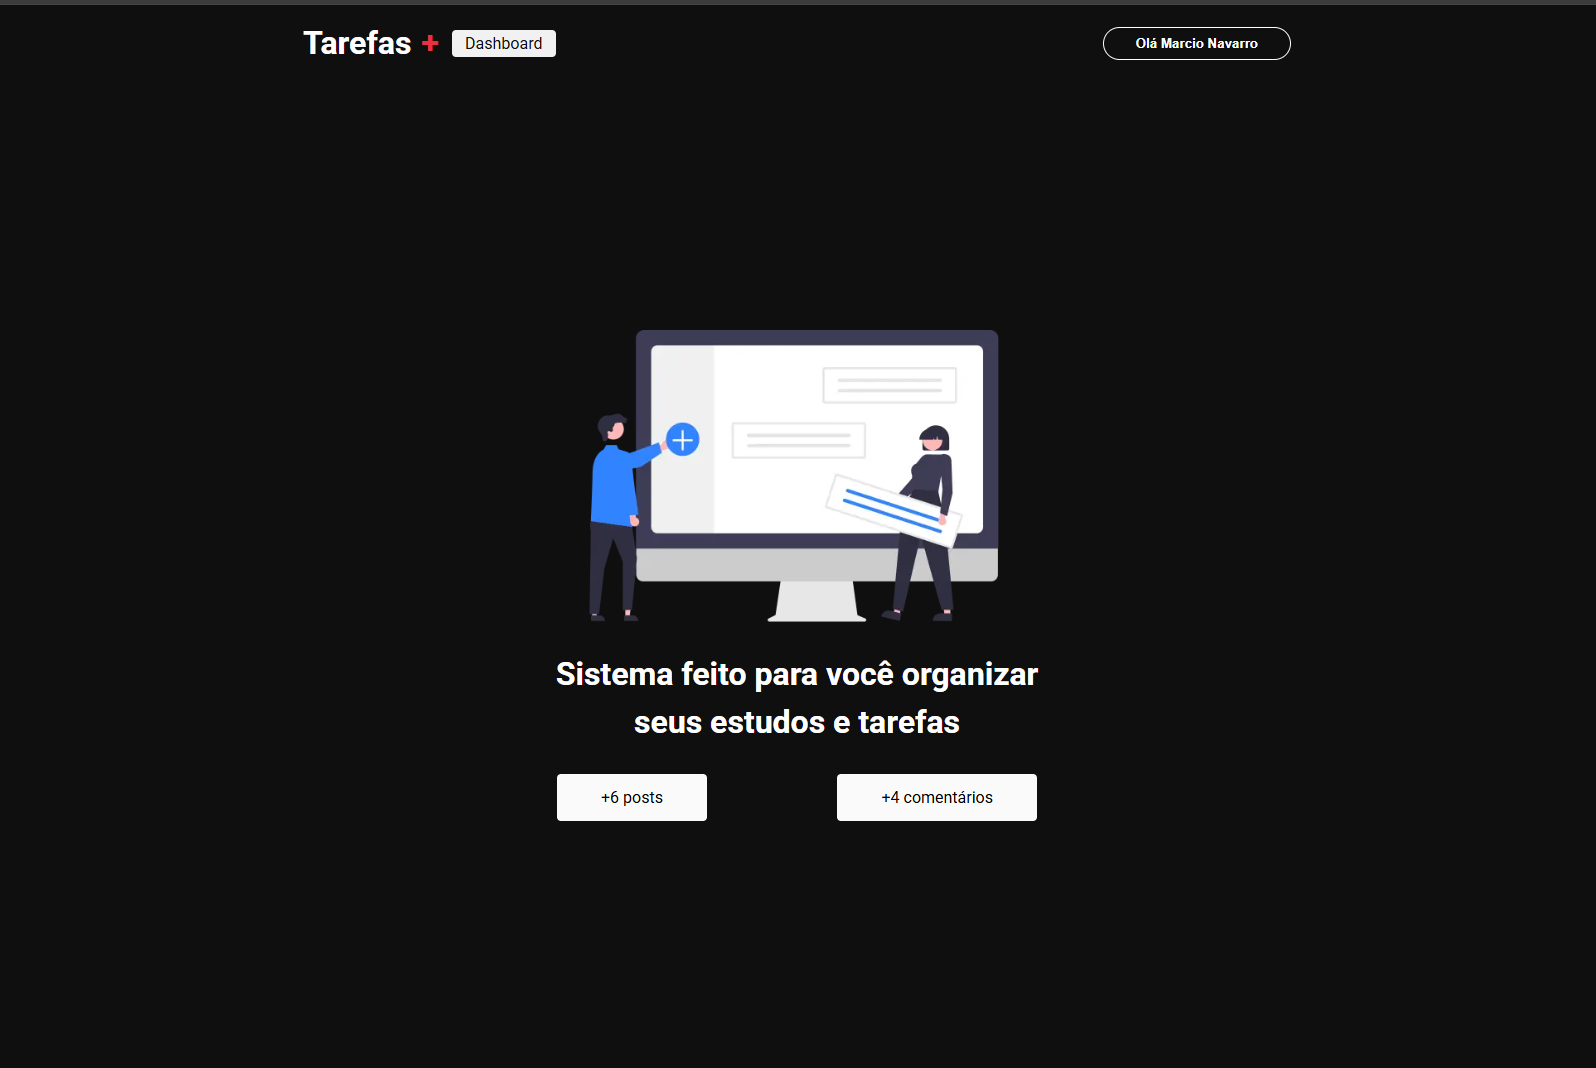 Tarefas + Dashboard Olá Marcio Navarro
Sistema feito para você organizar
seus estudos e tarefas
+6 posts +4 comentários